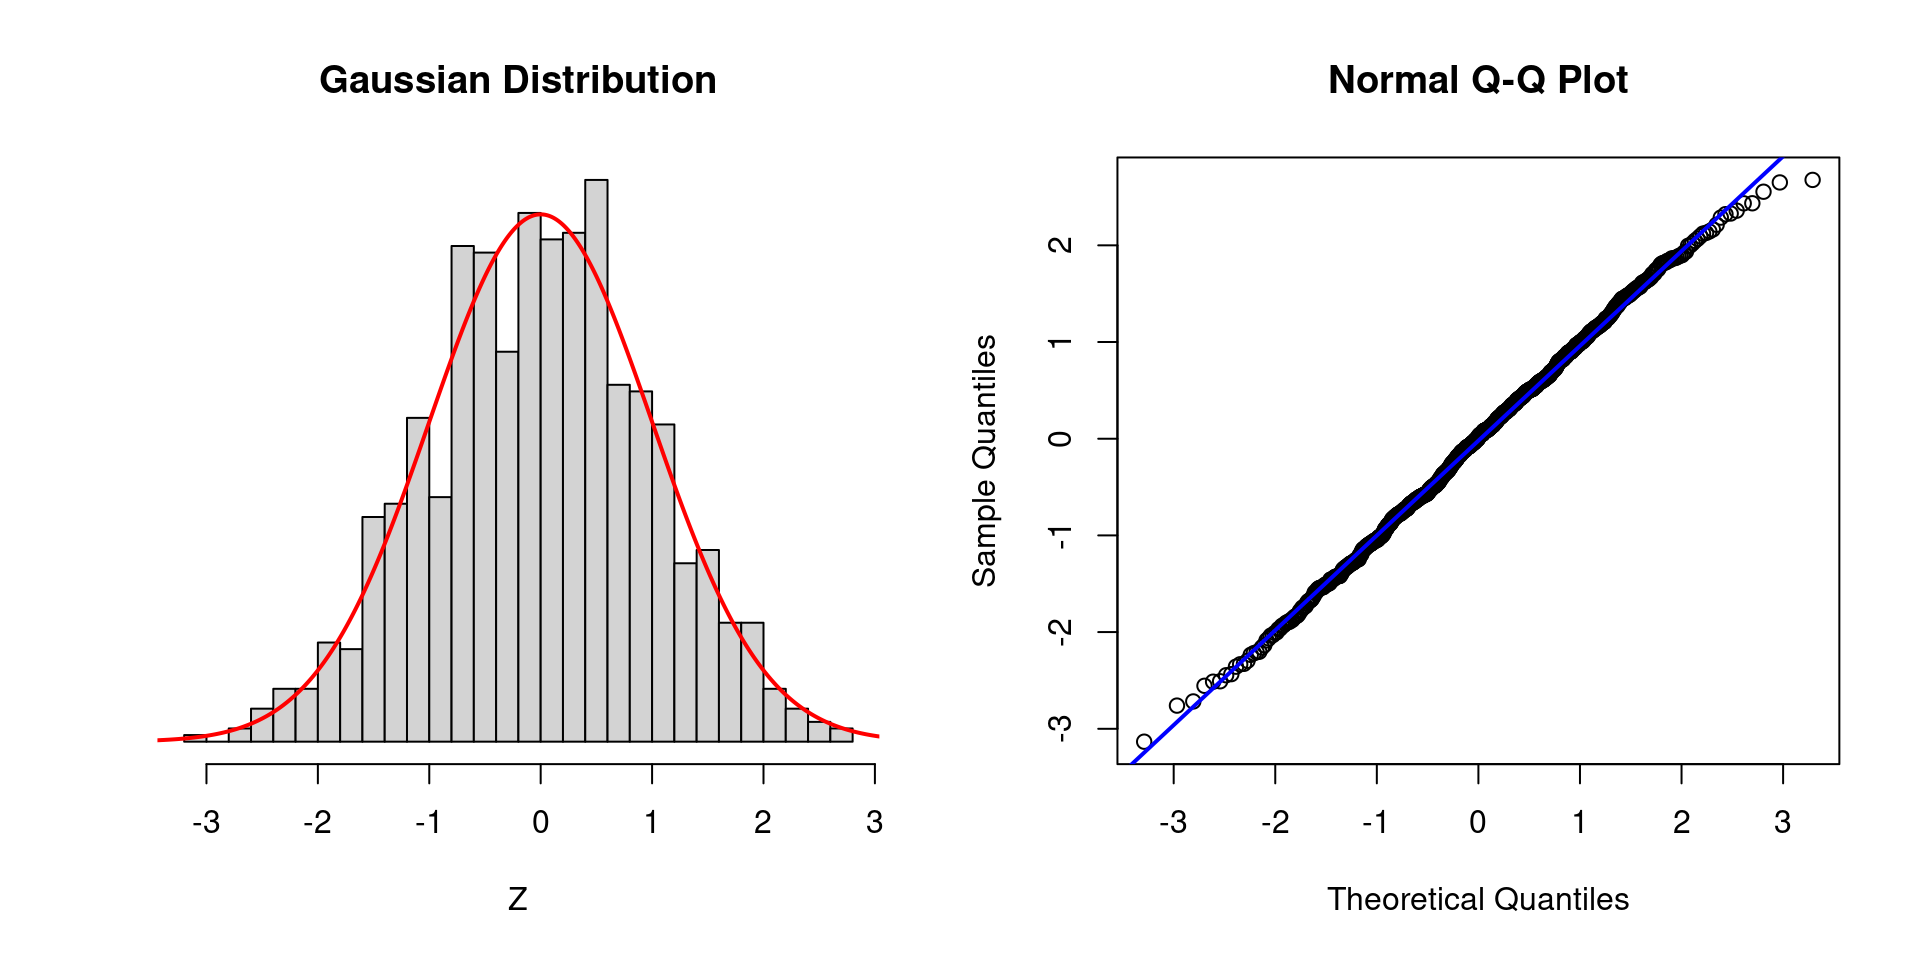 Gaussian Distribution
-3 -2 -1 0 1 2 3
Z
Normal Q-Q Plot
Sample Quantiles
2
1
0
-1
-2
-3
-3 -2 -1 0 1 2 3
Theoretical Quantiles